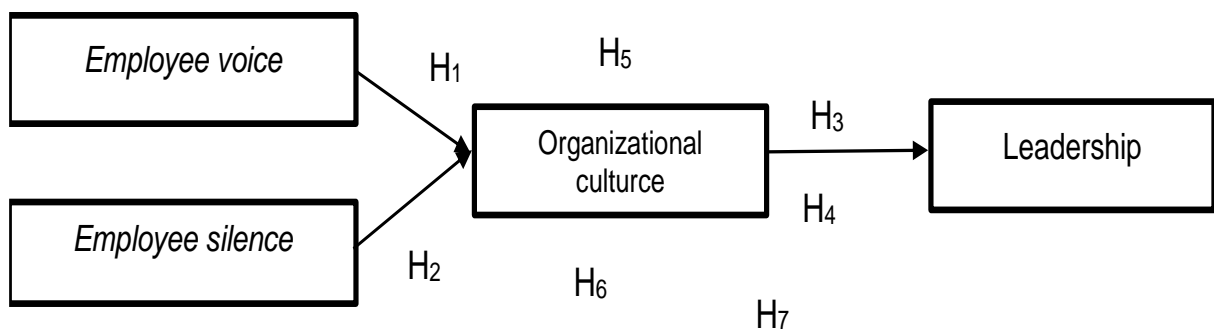 Employee voice
H1
H5
Organizational
culturce
H3
Leadership
H4
Employee silence
H2
H6
H7